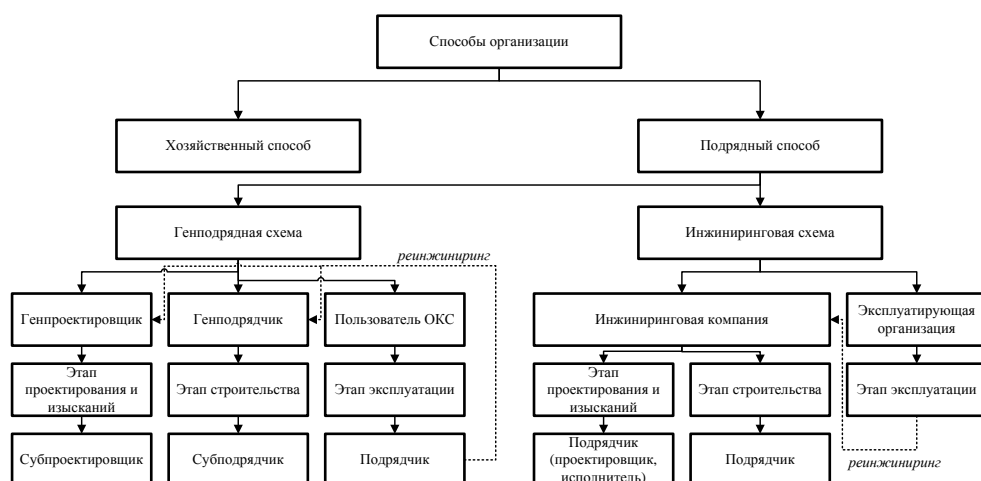 Способы организации
Хозяйственный способ
Подрядный способ
Генподрядная схема
Инжиниринговая схема
реинжиниринг
Генпроектировщик
Генподрядчик
Пользователь ОКС
Инжиниринговая компания
Эксплуатирующая
организация
Этап
проектирования и
изысканий
Этап строительства
Этап эксплуатации
Этап
проектирования и
изысканий
Этап строительства
Этап эксплуатации
Субпроектировщик
Субподрядчик
Подрядчик
Подрядчик
(проектировщик,
исполнитель)
Подрядчик
реинжиниринг